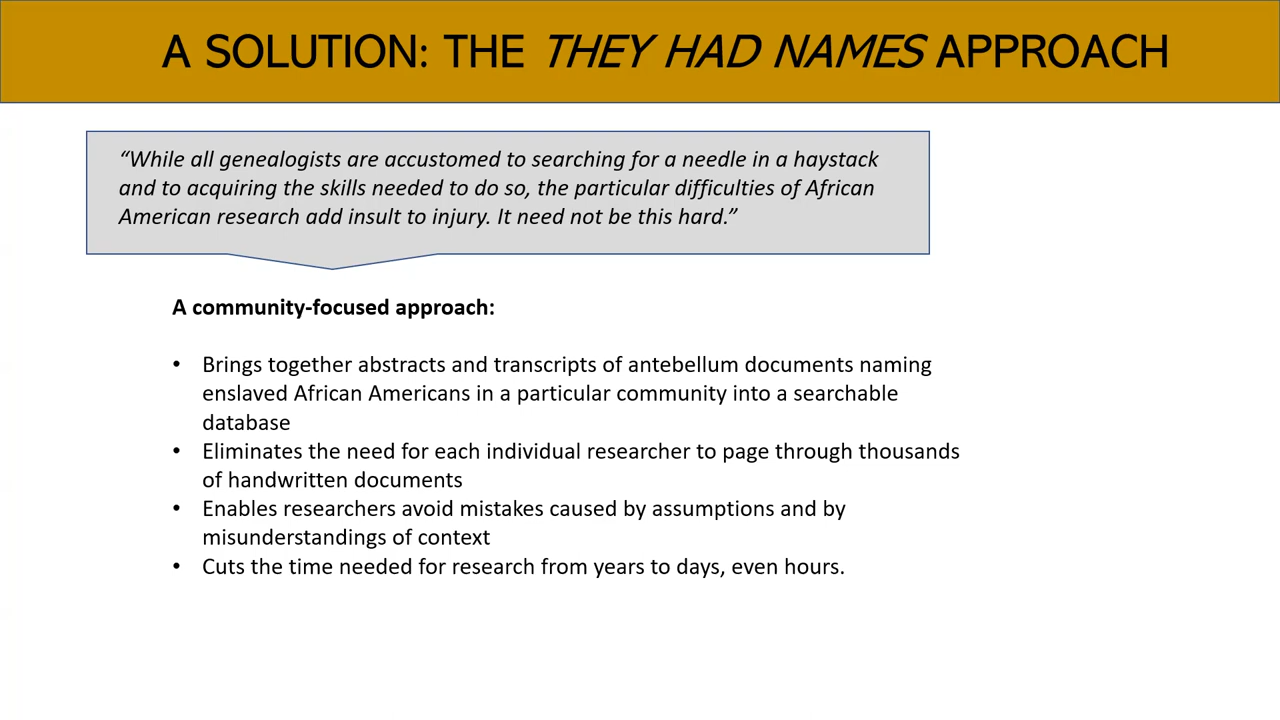 A SOLUTION: THE THEY HAD NAMES APPROACH
“While all genealogists are accustomed to searching for a needle in a haystack
and to acquiring the skills needed to do so, the particular difficulties of African
American research add insult to injury. It need not be this hard.”
A community-focused approach:
• Brings together abstracts and transcripts of antebellum documents naming
enslaved African Americans in a particular community into a searchable
database
• Eliminates the need for each individual researcher to page through thousands
of handwritten documents
• Enables researchers avoid mistakes caused by assumptions and by
misunderstandings of context
• Cuts the time needed for research from years to days, even hours.